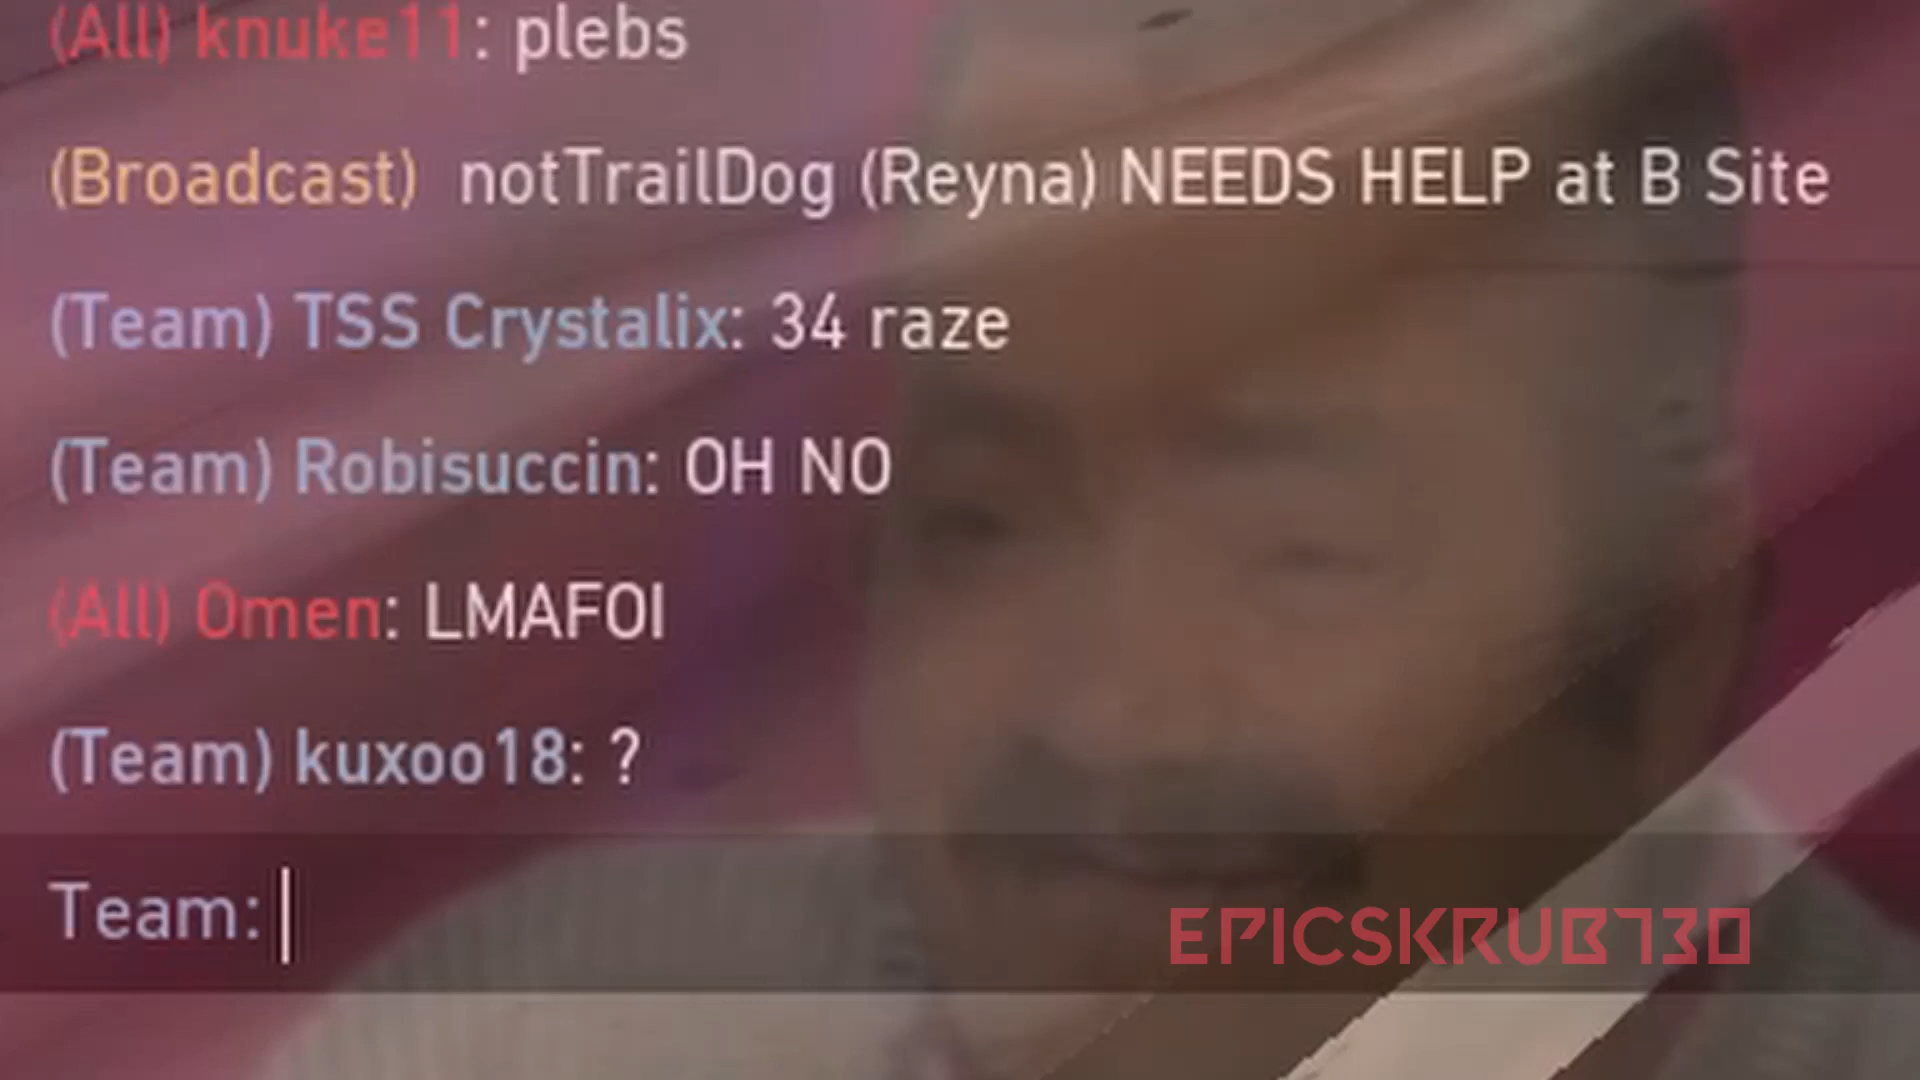 (All) knuke11: plebs
(Broadcast) notTrailDog (Reyna) NEEDS HELP at B Site
(Team) TSS Crystalix: 34 raze
(Team) Robisuccin: OH NO
(All) Omen: LMAFOI
(Team) kuxoo18: ?
Team:
EPICSKRUB730